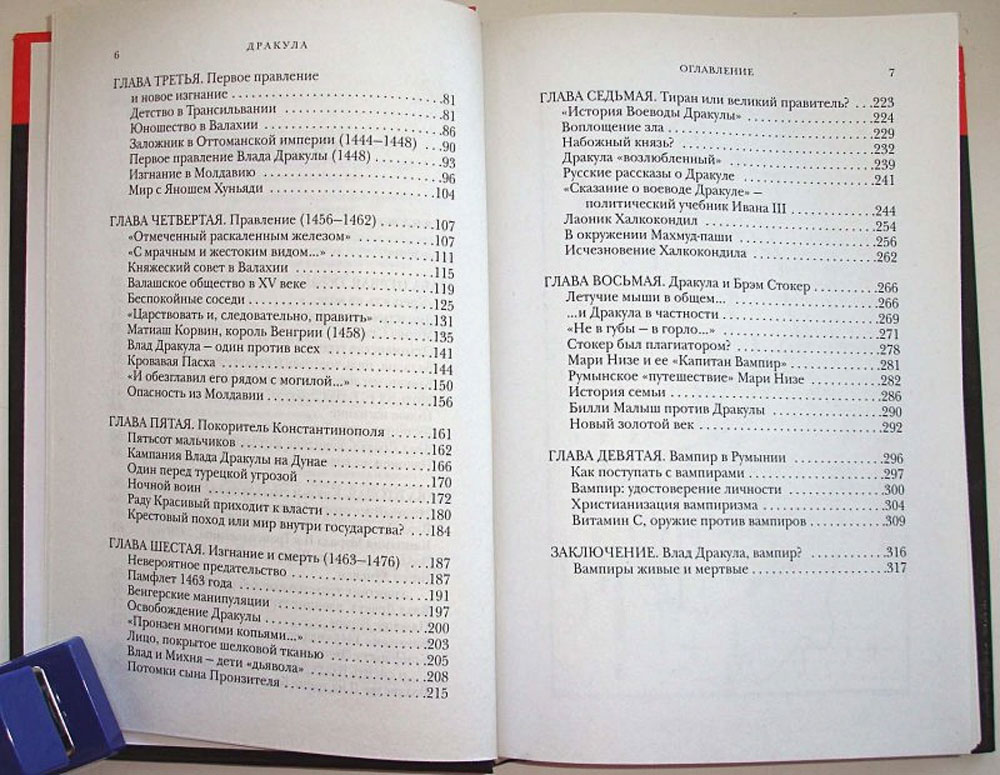 6
ДРАКУЛА
ГЛАВА ТРЕТЬЯ. Первое правление
и новое изгнание ..............................81
Детство в Трансильвании ......................81
Юношество в Валахии ..........................86
Заложник в Оттоманской империи (1444—1448) ..90
Первое правление Влада Дракулы (1448) ........93
Изгнание в Молдавию ..........................96
Мир с Яношем Хуньяди ........................104
ГЛАВА ЧЕТВЕРТАЯ. Правление (1456—1462) .......107
«Отмеченный раскаленным железом» ............107
«С мрачным и жестоким видом...» .............111
Княжеский совет в Валахии ...................115
Валашское общество в XV веке ................119
Беспокойные соседи ..........................125
«Царствовать и, следовательно, править» .....131
Матиаш Корвин, король Венгрии (1458) ........135
Влад Дракула — один против всех .............141
Кровавая Пасха ..............................144
«И обезглавил его рядом с могилой...» .......150
Опасность из Молдавии .......................156
ГЛАВА ПЯТАЯ. Покоритель Константинополя ......161
Пятьсот мальчиков ...........................162
Кампания Влада Дракулы на Дунае .............166
Один перед турецкой угрозой .................170
Ночной воин .................................172
Раду Красивый приходит к власти .............180
Крестовый поход или мир внутри государства? ..184
ГЛАВА ШЕСТАЯ. Изгнание и смерть (1463—1476) ...187
Невероятное предательство ...................187
Памфлет 1463 года ...........................191
Венгерские манипуляции ......................197
Освобождение Дракулы ........................200
«Пронзен многими копьями...» ................203
Лицо, покрытое шелковой тканью ..............205
Влад и Михня — дети «дьявола» ...............208
Потомки сына Пронзителя .....................215
ОГЛАВЛЕНИЕ
7
ГЛАВА СЕДЬМАЯ. Тиран или великий правитель? ...223
«История Воеводы Дракулы» ...................224
Воплощение зла ..............................229
Набожный князь? .............................232
Дракула «возлюбленный» ......................239
Русские рассказы о Дракуле ..................241
«Сказание о воеводе Дракуле» —
политический учебник Ивана III ..............244
Лаоник Халкокондил ..........................254
В окружении Махмуд-паши .....................256
Исчезновение Халкокондила ...................262
ГЛАВА ВОСЬМАЯ. Дракула и Брэм Стокер .........266
Летучие мыши в общем... .....................266
...и Дракула в частности ....................269
«Не в губы — в горло...» ....................271
Стокер был плагиатором? .....................278
Мари Низе и ее «Капитан Вампир» .............281
Румынское «путешествие» Мари Низе ...........282
История семьи ...............................286
Билли Малыш против Дракулы ..................290
Новый золотой век ...........................292
ГЛАВА ДЕВЯТАЯ. Вампир в Румынии ..............296
Как поступать с вампирами ...................297
Вампир: удостоверение личности ..............300
Христианизация вампиризма ...................304
Витамин С, оружие против вампиров ...........309
ЗАКЛЮЧЕНИЕ. Влад Дракула, вампир? ............316
Вампиры живые и мертвые .....................317